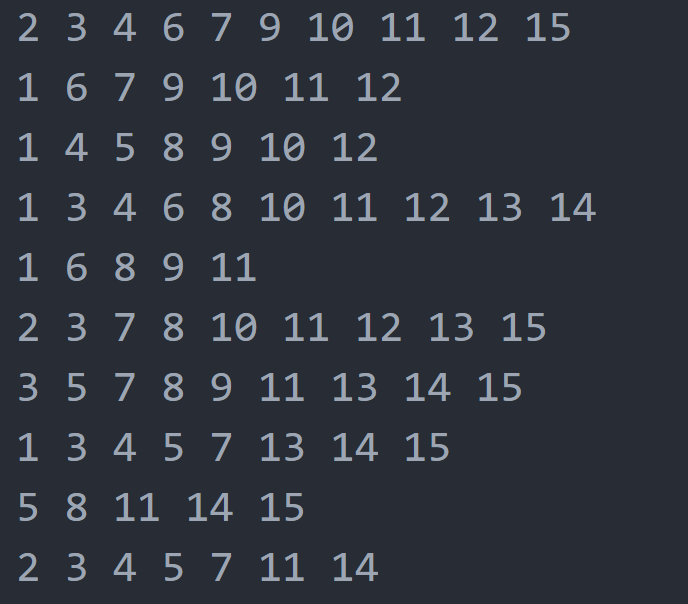 2 3 4 6 7 9 10 11 12 15
1 6 7 9 10 11 12
1 4 5 8 9 10 12
1 3 4 6 8 10 11 12 13 14
1 6 8 9 11
2 3 7 8 10 11 12 13 15
3 5 7 8 9 11 13 14 15
1 3 4 5 7 13 14 15
5 8 11 14 15
2 3 4 5 7 11 14